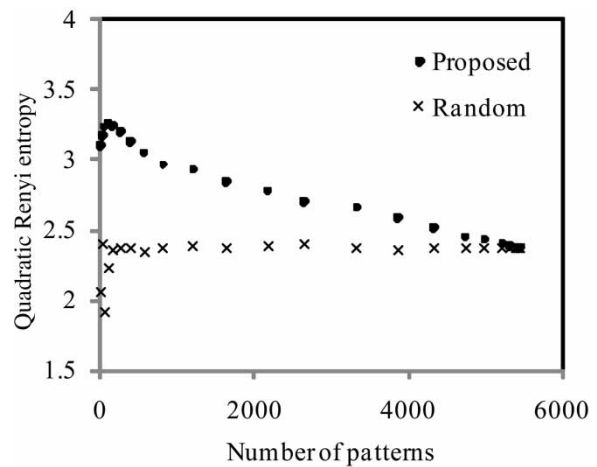 4
3.5
3
2.5
2
1.5
Quadratic Renyi entropy
Proposed
Random
0
2000
4000
6000
Number of patterns